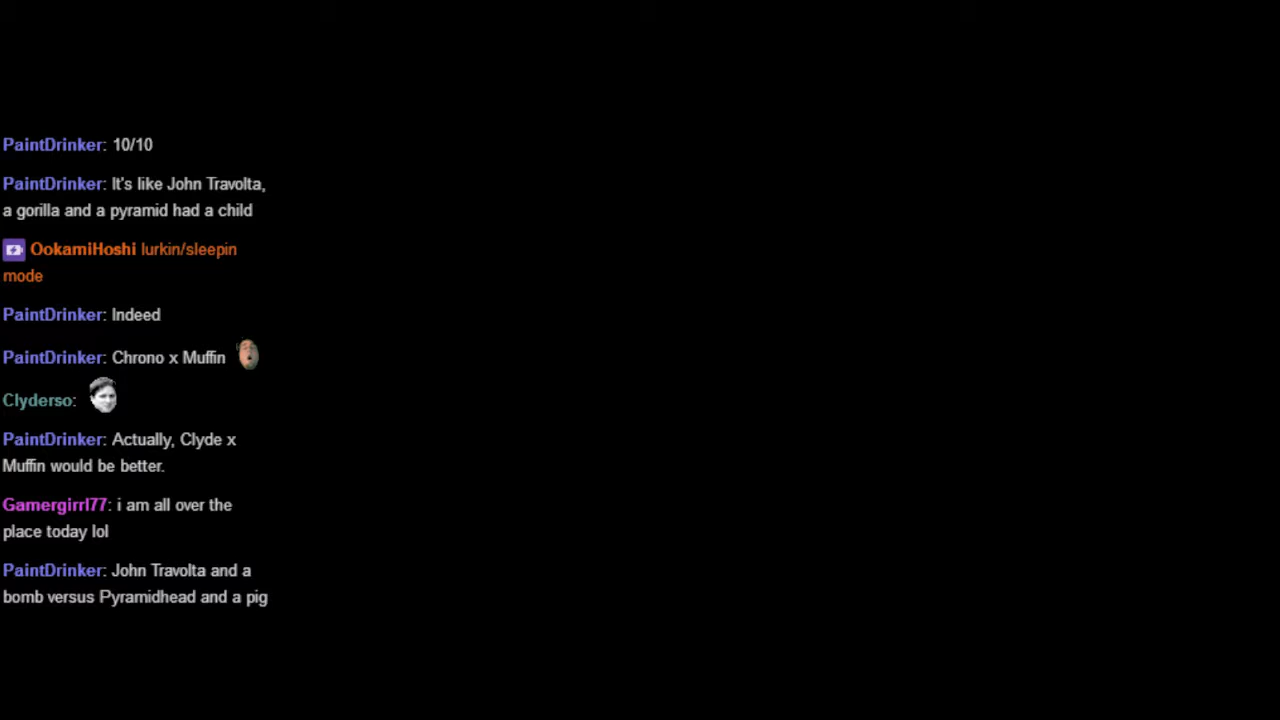 PaintDrinker: 10/10
PaintDrinker: It's like John Travolta,
a gorilla and a pyramid had a child
OokamiHoshi lurkin/sleepin
mode
PaintDrinker: Indeed
PaintDrinker: Chrono x Muffin
Clyderso:
PaintDrinker: Actually, Clyde x
Muffin would be better.
Gamergirrl77: i am all over the
place today lol
PaintDrinker: John Travolta and a
bomb versus Pyramidhead and a pig